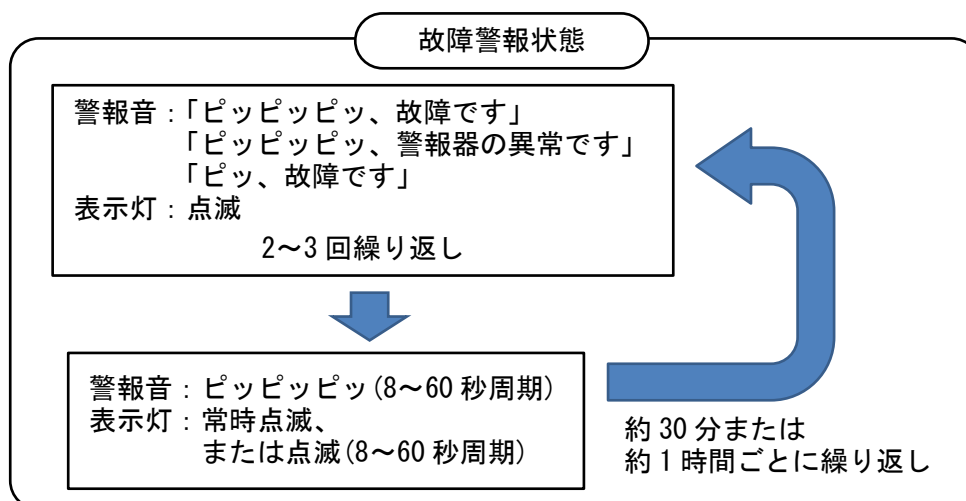 故障警報状態
警報音：「ピッピッピッ、故障です」
「ピッピッピッ、警報器の異常です」
「ピッ、故障です」
表示灯：点滅
2～3回繰り返し
警報音：ピッピッピッ(8～60秒周期)
表示灯：常時点滅、
または点滅(8～60秒周期)
約30分または
約1時間ごとに繰り返し